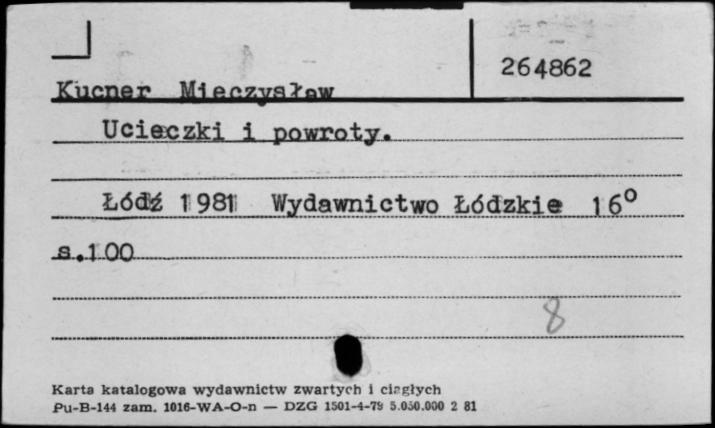 264862
Kucner Mieczysław
Ucieczki i powroty.
Łódź 1981 Wydawnictwo Łódzkie 16°
s.100
8
Karta katalogowa wydawnictw zwartych i ciągłych
Pu-B-144 zam. 1016-WA-O-n — DZG 1501-4-79 5.050.000 2 81